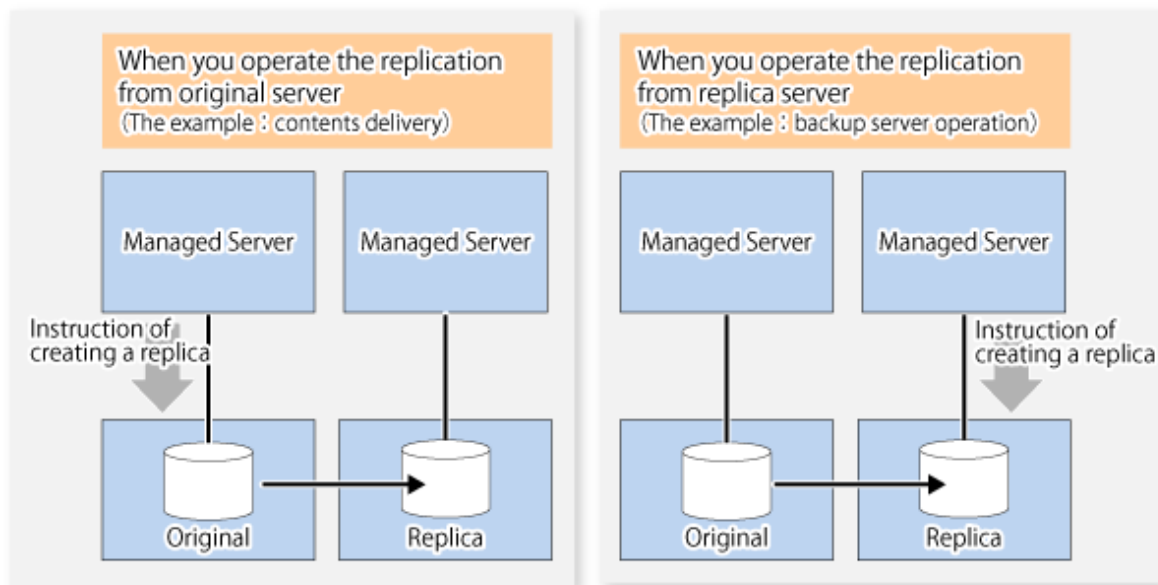 When you operate the replication
from original server
(The example：contents delivery)
Managed Server
Managed Server
Instruction of
creating a replica
Original
Replica
When you operate the replication
from replica server
(The example：backup server operation)
Managed Server
Managed Server
Instruction of
creating a replica
Original
Replica